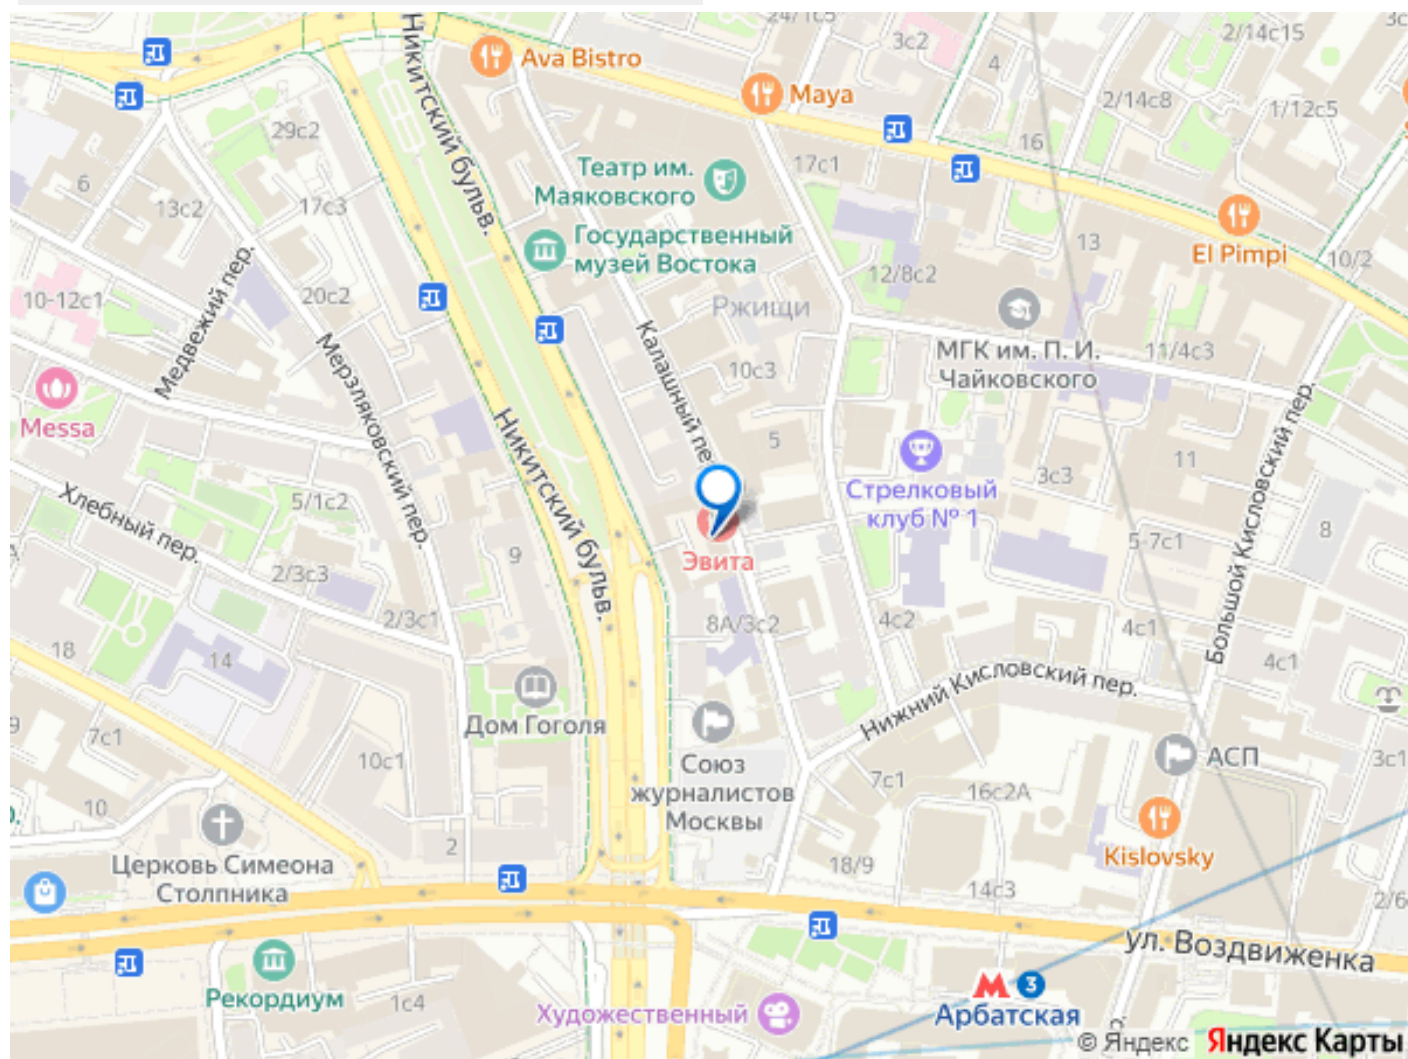 24/1с5
3с2
2/14с15
Ava Bistro
4
Maya
2/14с8
1/12с5
29с2
16
Никитский бульв.
Театр им.
Маяковского
17с1
6
13с2
17с3
Государственный
музей Востока
13
El Pimpi
10/2
12/8с2
Медвежий пер.
10-12с1
20с2
Ржищи
Калашный пе
МГК им. П. И.
Чайковского
11/4с3
Мерзляковский пер.
10с3
Messa
5
Никитский бульв.
Большой Кисловский пер.
11
3с3
Стрелковый
клуб № 1
5/1с2
Хлебный пер.
8
5-7с1
9
Эвита
2/3с3
2/3с1
8А/3с2
4с2
4с1
18
14
4с1
Нижний Кисловский пер.
Дом Гоголя
9
7с1
10с1
Союз
журналистов
Москвы
АСП
3с1
7с1
16с2А
10
2
Kislovsky
Церковь Симеона
Столпника
18/9
14с3
2/6
ул. Воздвиженка
Рекордиум
1с4
Художественный
3
Арбатская
© Яндекс Яндекс Карты